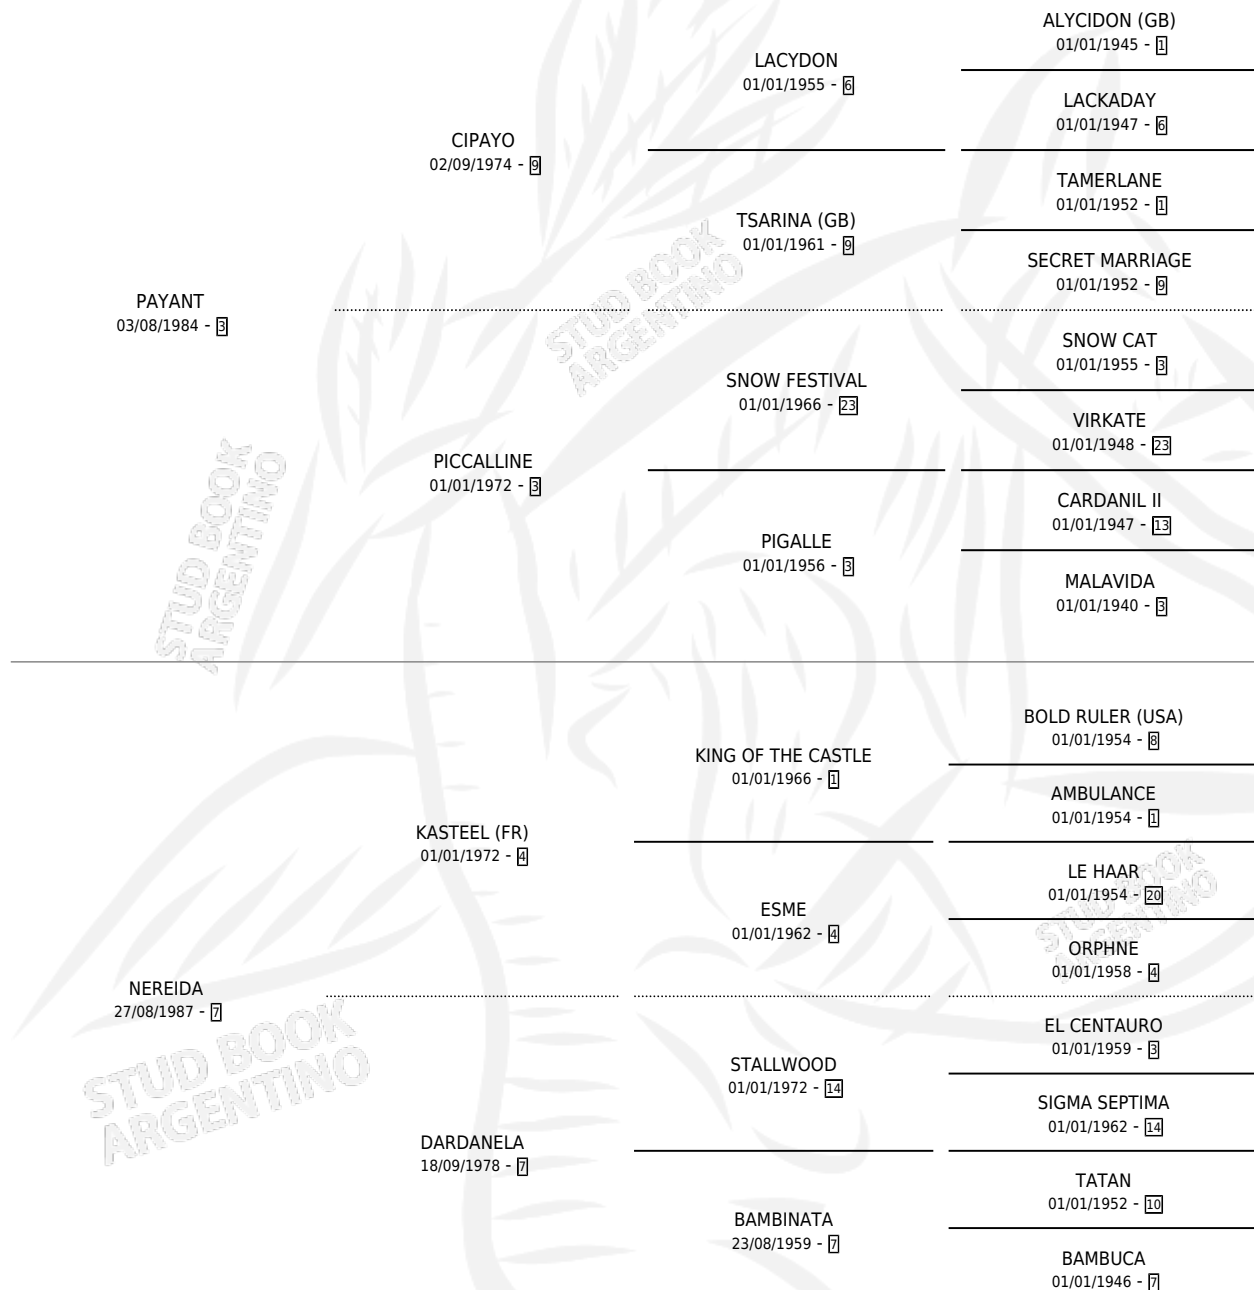 ALYCIDON (GB)
01/01/1945 - 1
LACYDON
01/01/1955 - 6
LACKADAY
01/01/1947 - 6
CIPAYO
02/09/1974 - 9
TAMERLANE
01/01/1952 - 1
TSARINA (GB)
01/01/1961 - 9
SECRET MARRIAGE
01/01/1952 - 9
PAYANT
03/08/1984 - 3
STUD BOOK
ARGENTINO
SNOW CAT
01/01/1955 - 3
SNOW FESTIVAL
01/01/1966 - 23
VIRKATE
01/01/1948 - 23
PICCALLINE
01/01/1972 - 3
CARDANIL II
01/01/1947 - 13
PIGALLE
01/01/1956 - 3
MALAVIDA
01/01/1940 - 3
STUD BOOK
ARGENTINO
BOLD RULER (USA)
01/01/1954 - 8
KING OF THE CASTLE
01/01/1966 - 1
AMBULANCE
01/01/1954 - 1
KASTEEL (FR)
01/01/1972 - 4
LE HAAR
01/01/1954 - 20
ESME
01/01/1962 - 4
STUD BOOK
ARGENTINO
ORPHNE
01/01/1958 - 4
NEREIDA
27/08/1987 - 7
STUD BOOK
ARGENTINO
EL CENTAURO
01/01/1959 - 3
STALLWOOD
01/01/1972 - 14
SIGMA SEPTIMA
01/01/1962 - 14
DARDANELA
18/09/1978 - 7
TATAN
01/01/1952 - 10
BAMBINATA
23/08/1959 - 7
BAMBUCA
01/01/1946 - 7